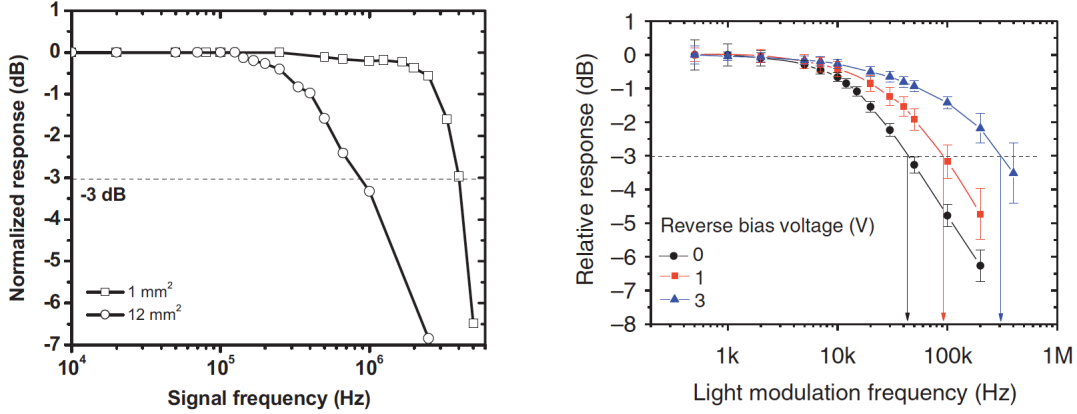 Normalized response (dB)
1
0
-1
-2
-3
-4
-5
-6
-7
-3 dB
1 mm²
12 mm²
10⁴
10⁵
10⁶
Signal frequency (Hz)
Relative response (dB)
1
0
−1
−2
−3
−4
−5
−6
−7
−8
Reverse bias voltage (V)
0
1
3
1k
10k
100k
1M
Light modulation frequency (Hz)